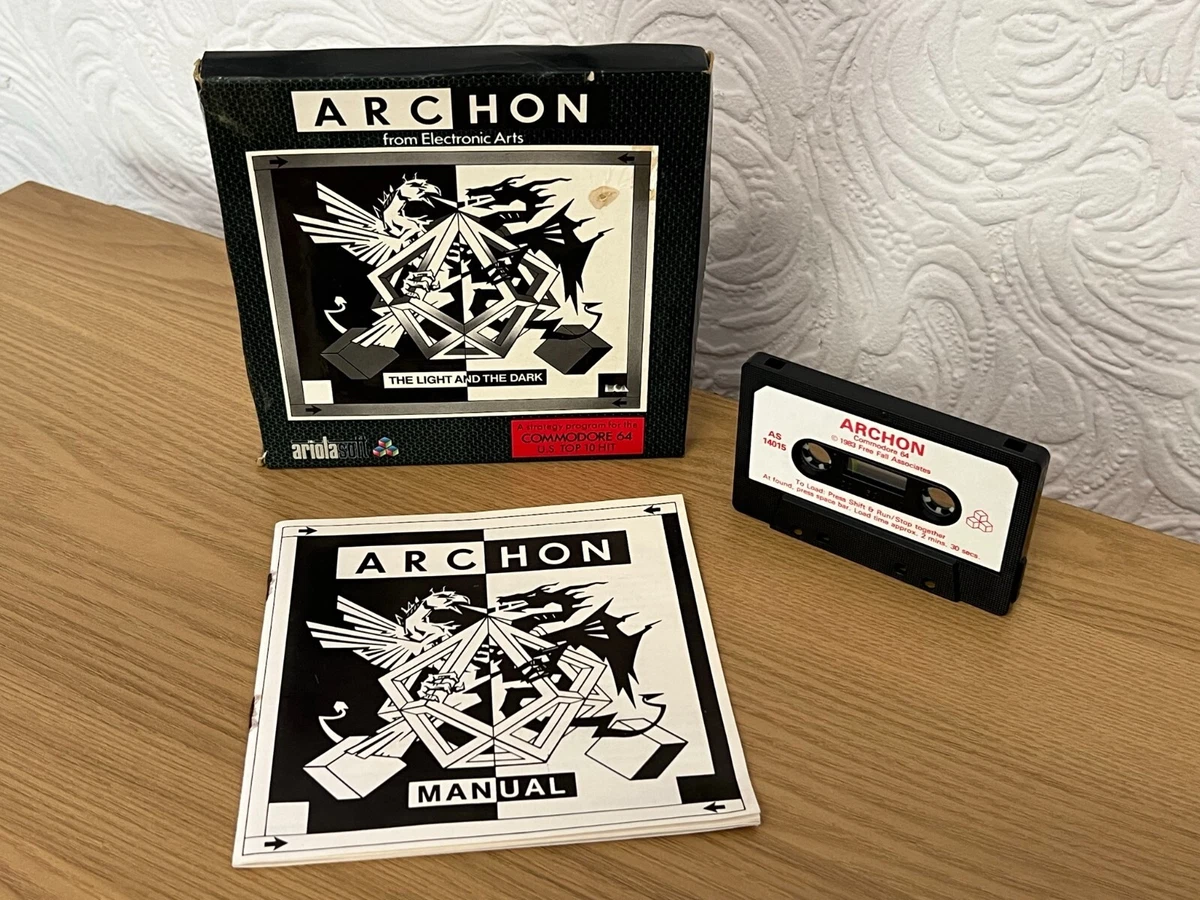 ARCHON
from Electronic Arts
THE LIGHT AND THE DARK
ariolasoft
A strategy program for the
COMMODORE 64
U.S. TOP 10 HIT
ARCHON
MANUAL
ARCHON
Commodore 64
© 1983 Free Fall Associates
AS
14015
To Load: Press Shift & Run/Stop together
At found, press space bar. Load time approx. 2 mins. 30 secs.